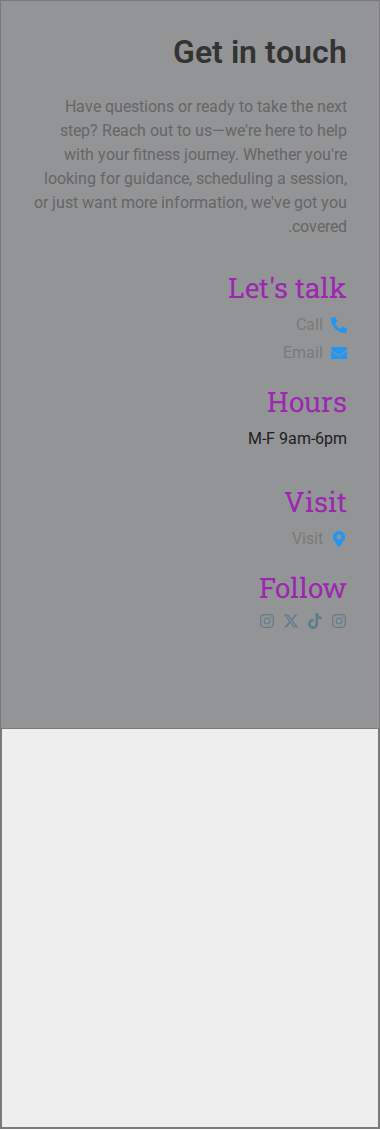 Get in touch
Have questions or ready to take the next
step? Reach out to us—we're here to help
with your fitness journey. Whether you're
looking for guidance, scheduling a session,
or just want more information, we've got you
.covered
Let's talk
Call
Email
Hours
M-F 9am-6pm
Visit
Visit
Follow